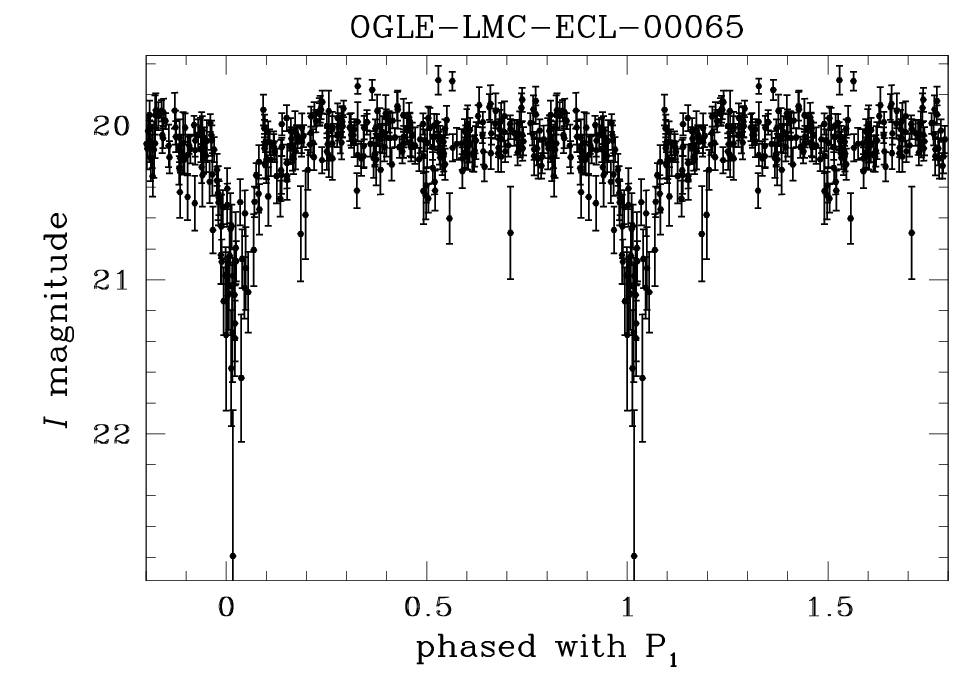 OGLE-LMC-ECL-00065
20
21
22
I magnitude
0 0.5 1 1.5
phased with P₁